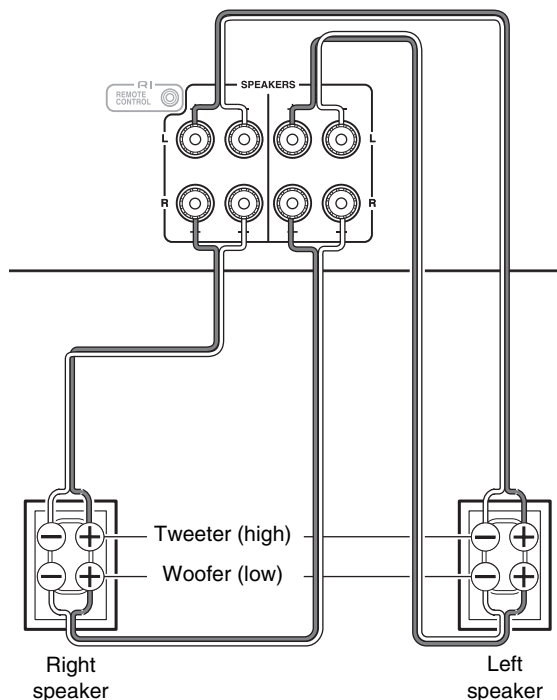 RI
REMOTE
CONTROL
SPEAKERS
L
L
R
R
Tweeter (high)
Woofer (low)
Right
speaker
Left
speaker